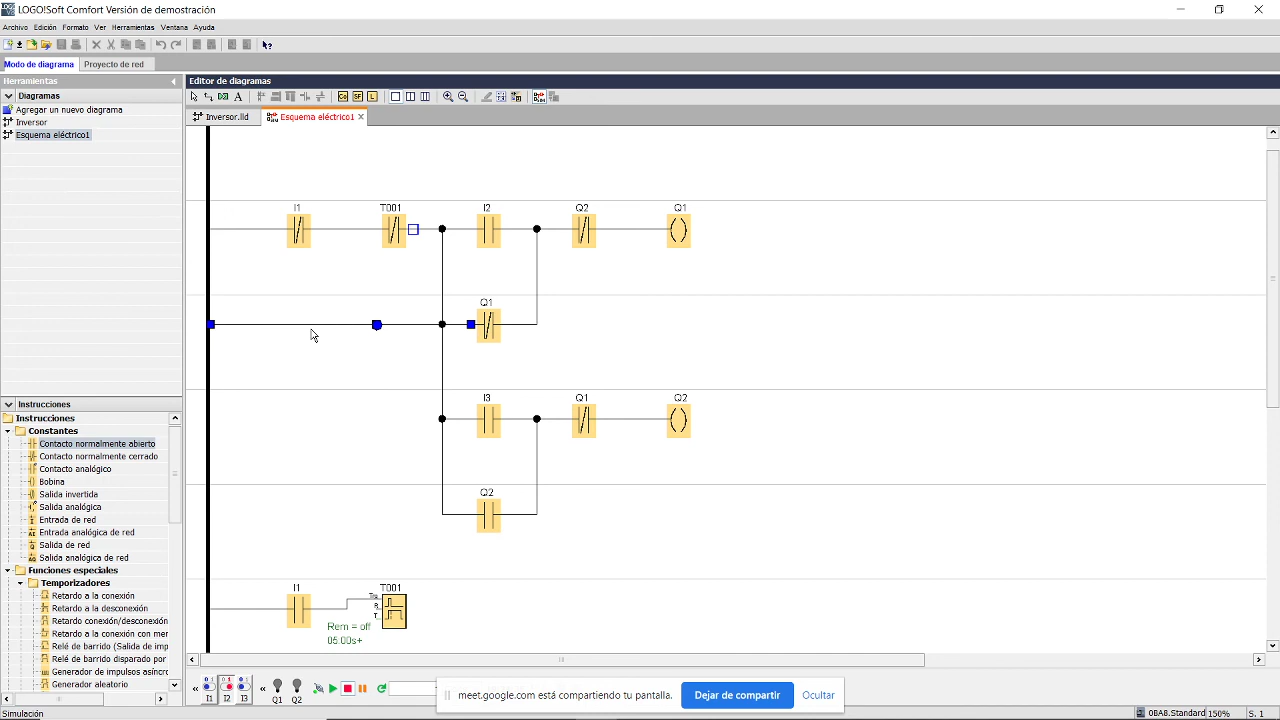 LOGO!Soft Comfort Versión de demostración
Archivo Edición Formato Ver Herramientas Ventana Ayuda
Modo de diagrama Proyecto de red
Herramientas
Editor de diagramas
Diagramas
Agregar un nuevo diagrama
Inversor
Esquema eléctrico1
Inversor.lld Esquema eléctrico1
I1 T001 I2 Q2 Q1
Q1
I3 Q1 Q2
Q2
I1 T001
Trg
R
T
Rem = off
06:00s+
Instrucciones
Instrucciones
Constantes
Contacto normalmente abierto
Contacto normalmente cerrado
Contacto analógico
Bobina
Salida invertida
Salida analógica
Entrada de red
Entrada analógica de red
Salida de red
Salida analógica de red
Funciones especiales
Temporizadores
Retardo a la conexión
Retardo a la desconexión
Retardo conexión/desconexión
Retardo a la conexión con mer
Relé de barrido (Salida de imp
Relé de barrido disparado por
Generador de impulsos asíncr
Generador aleatorio
I1 I2 I3 Q1 Q2
meet.google.com está compartiendo tu pantalla. Dejar de compartir Ocultar
Simulación
0BA8.Standard 150% S. 1